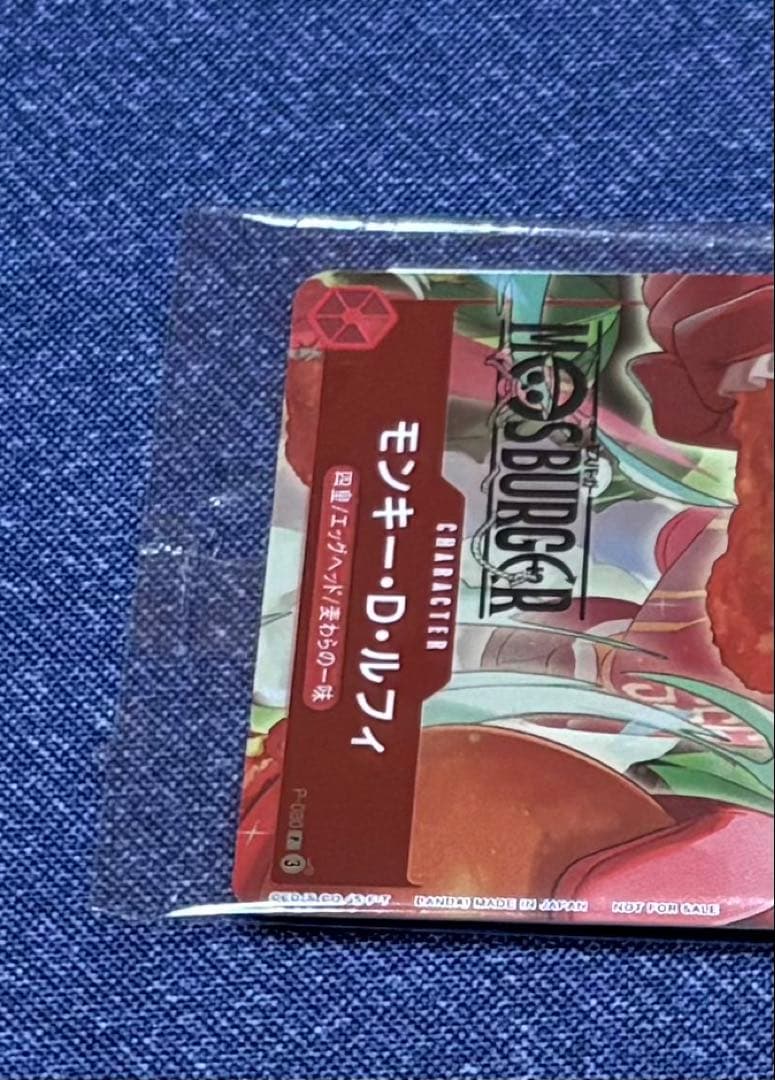 MOSBURGER
CHARACTER
モンキー・D・ルフィ
四皇/エッグヘッド/麦わらの一味
P-080 P 3
BANDAI MADE IN JAPAN NOT FOR SALE